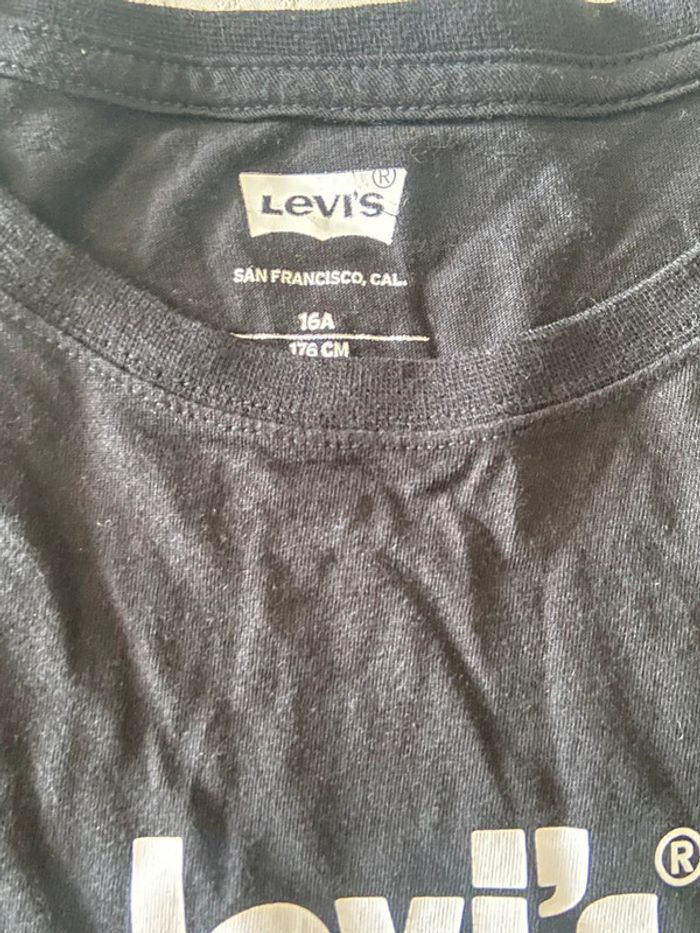 LEVI'S®
SAN FRANCISCO, CAL.
16A
176 CM
Levi's®